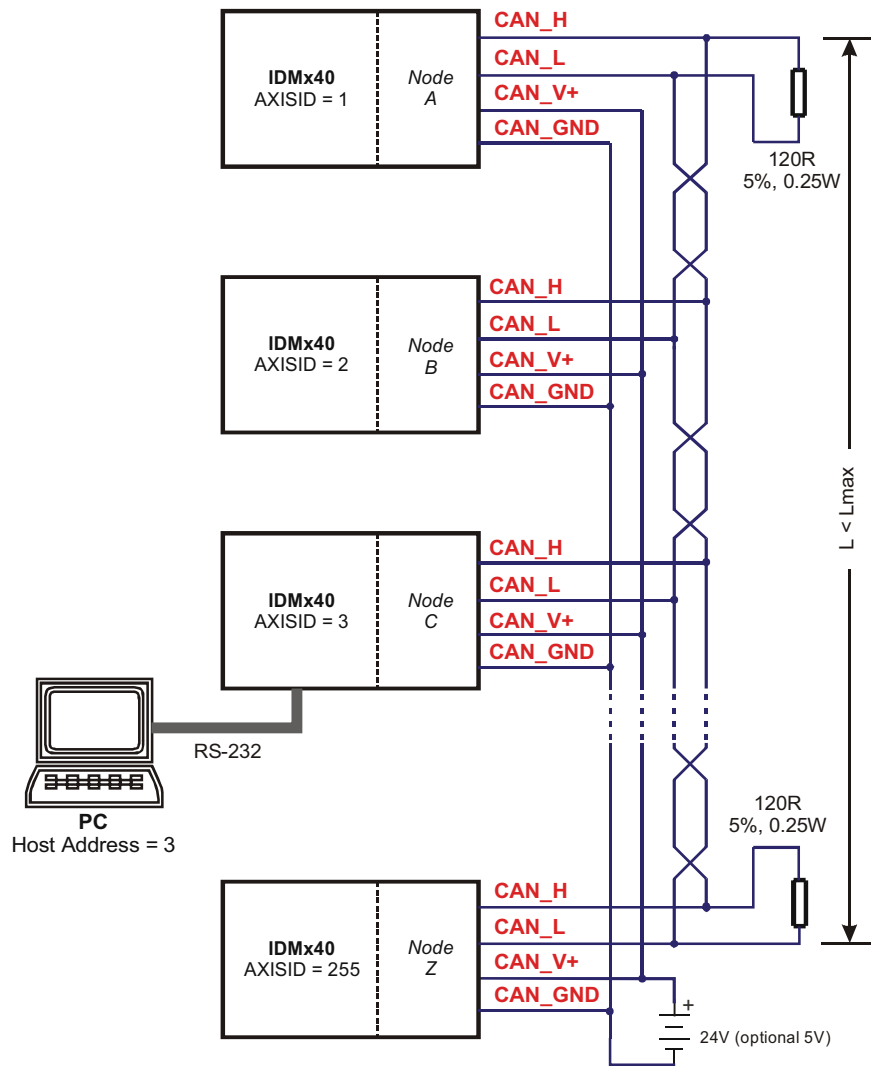 IDMx40
AXISID = 1
Node
A
CAN_H
CAN_L
CAN_V+
CAN_GND
120R
5%, 0.25W
IDMx40
AXISID = 2
Node
B
CAN_H
CAN_L
CAN_V+
CAN_GND
L < Lmax
IDMx40
AXISID = 3
Node
C
CAN_H
CAN_L
CAN_V+
CAN_GND
RS-232
PC
Host Address = 3
120R
5%, 0.25W
IDMx40
AXISID = 255
Node
Z
CAN_H
CAN_L
CAN_V+
CAN_GND
+
24V (optional 5V)